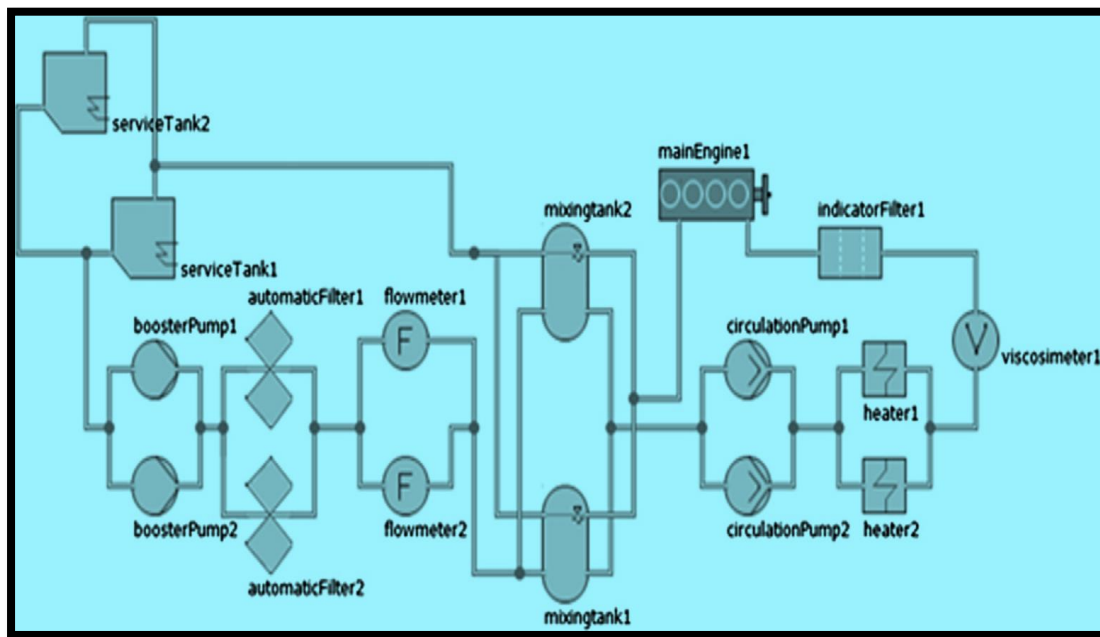 serviceTank2
mainEngine1
serviceTank1
mixingtank2
indicatorFilter1
automaticFilter1
flowmeter1
boosterPump1
circulationPump1
F
V
viscosimeter1
heater1
F
boosterPump2
flowmeter2
circulationPump2
heater2
automaticFilter2
mixingtank1